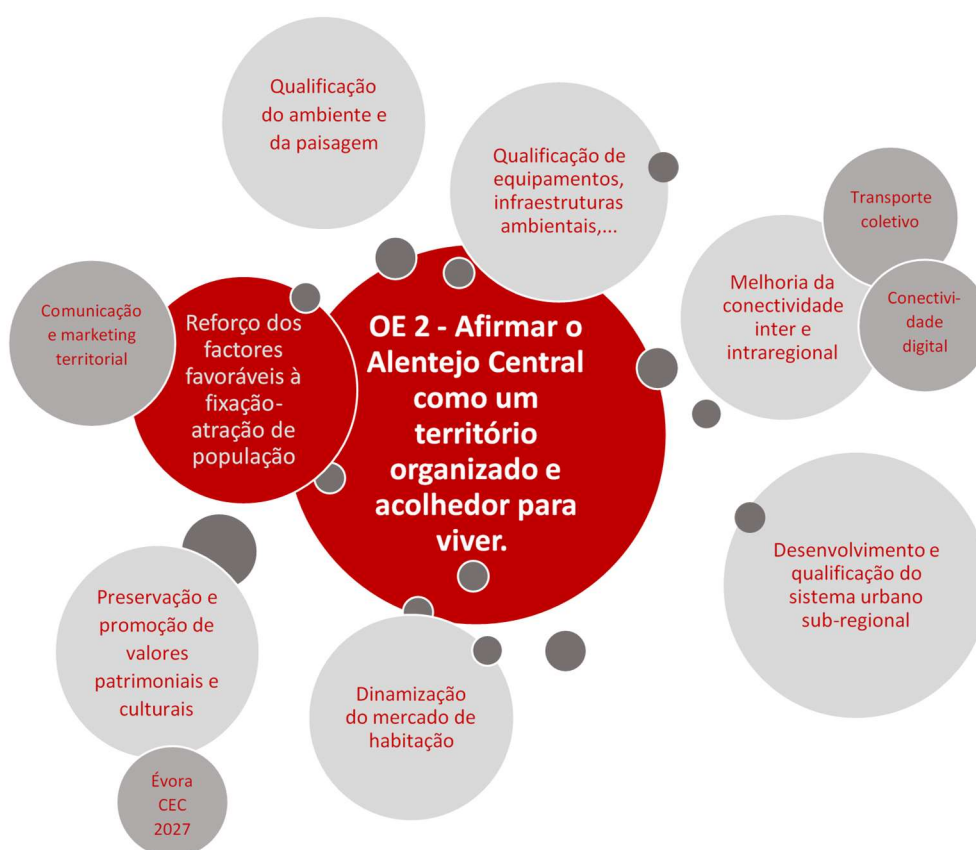 Qualificação
do ambiente e
da paisagem
Qualificação de
equipamentos,
infraestruturas
ambientais,...
Transporte
coletivo
Melhoria da
conectividade
inter e
intraregional
Conectivi-
dade
digital
Comunicação
e marketing
territorial
Reforço dos
factores
favoráveis à
fixação-
atração de
população
OE 2 - Afirmar o
Alentejo Central
como um
território
organizado e
acolhedor para
viver.
Desenvolvimento e
qualificação do
sistema urbano
sub-regional
Preservação e
promoção de
valores
patrimoniais e
culturais
Dinamização
do mercado de
habitação
Évora
CEC
2027